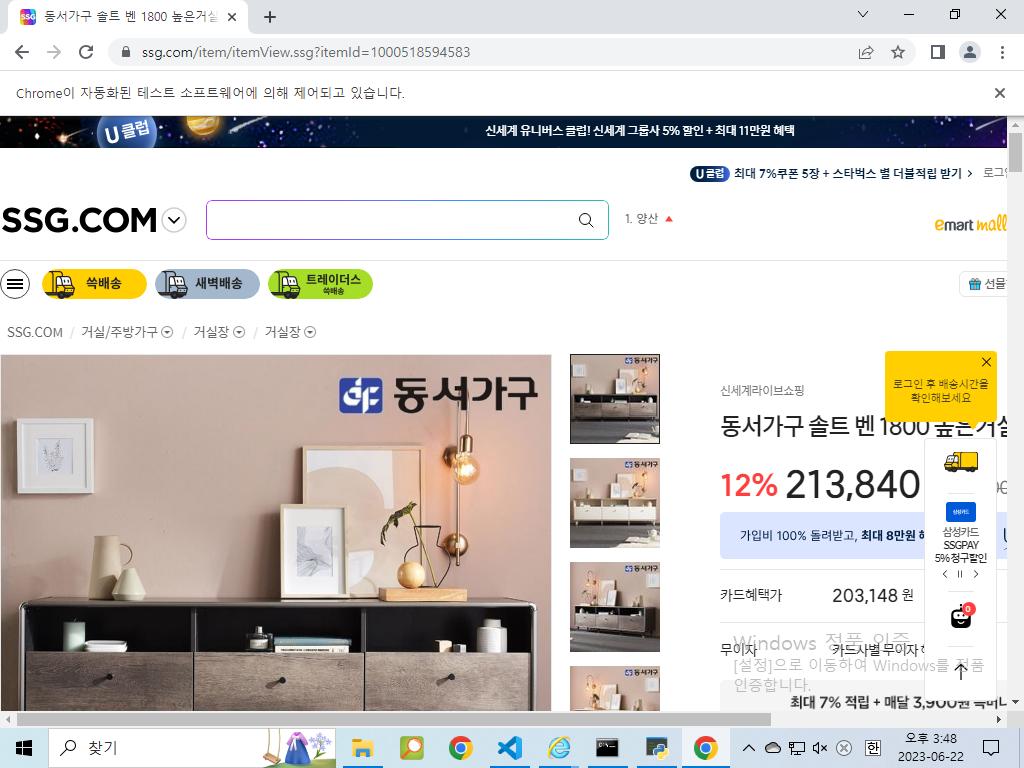 동서가구 솔트 벤 1800 높은거실
ssg.com/item/itemView.ssg?itemId=1000518594583
Chrome이 자동화된 테스트 소프트웨어에 의해 제어되고 있습니다.
U클럽
신세계 유니버스 클럽! 신세계 그룹사 5% 할인 + 최대 11만원 혜택
U클럽 최대 7%쿠폰 5장 + 스타벅스 별 더블적립 받기 >
로그인
SSG.COM
1. 양산
emart mall
쓱배송
새벽배송
트레이더스
쓱배송
선물
SSG.COM / 거실/주방가구 / 거실장 / 거실장
동서가구
로그인 후 배송시간을
확인해보세요
신세계라이브쇼핑
동서가구 솔트 벤 1800 높은거실
12% 213,840
가입비 100% 돌려받고, 최대 8만원
삼성카드
삼성카드
SSGPAY
5% 청구할인
카드혜택가 203,148 원
0
무이자 카드사별 무이자
Windows 정품 인증
[설정]으로 이동하여 Windows를 정품
인증합니다.
최대 7% 적립 + 매달 3,900원
찾기
한
오후 3:48
2023-06-22